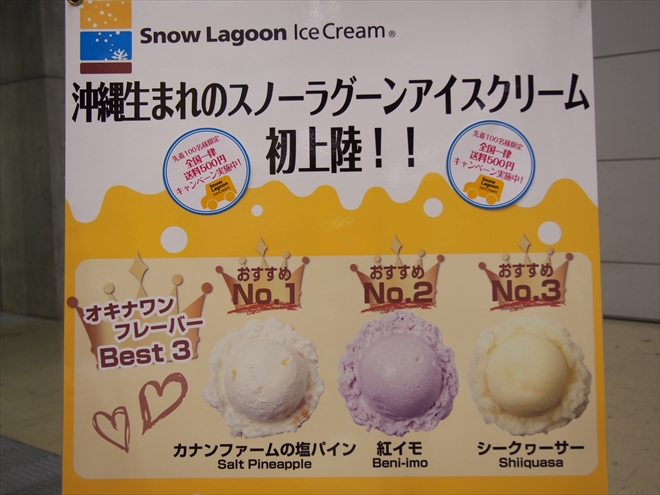 Snow Lagoon Ice Cream®
沖縄生まれのスノーラグーンアイスクリーム
初上陸！！
先着100名様限定
全国一律
送料500円
キャンペーン実施中！
Snow
Lagoon
先着100名様限定
全国一律
送料500円
キャンペーン実施中！
Snow
Lagoon
オキナワン
フレーバー
Best 3
おすすめ
No.1
おすすめ
No.2
おすすめ
No.3
カナンファームの塩パイン
Salt Pineapple
紅イモ
Beni-imo
シークヮーサー
Shiiquasa